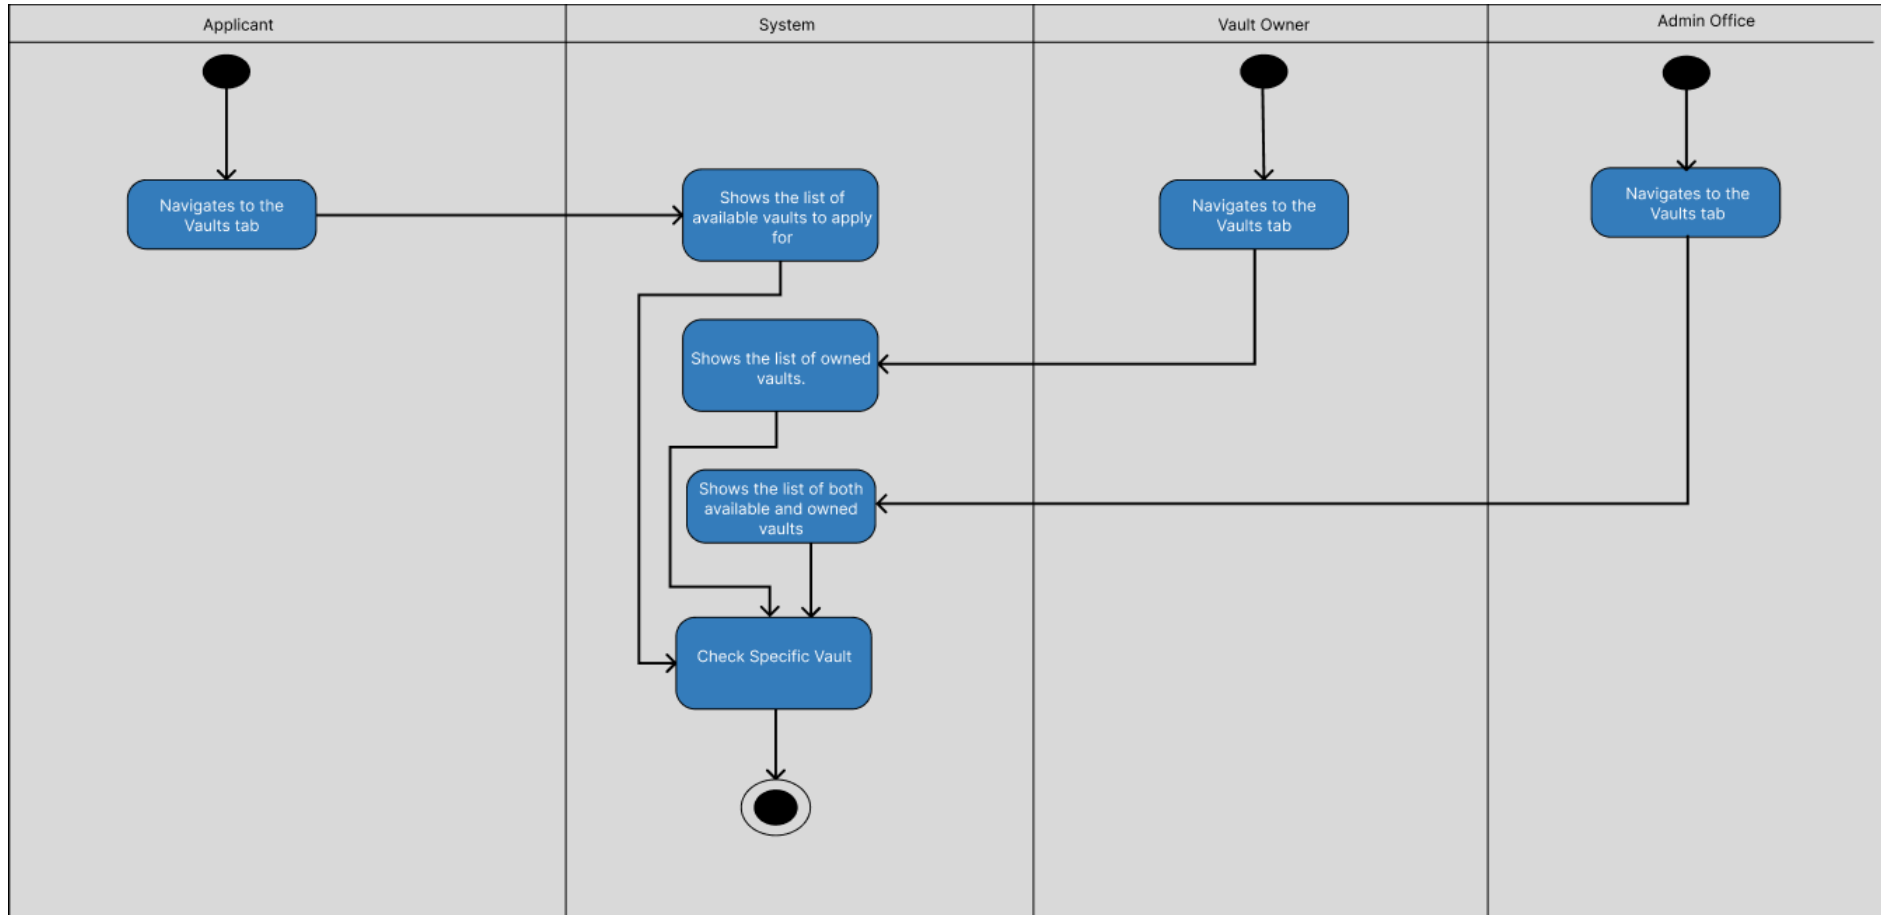 Applicant
System
Vault Owner
Admin Office
Navigates to the
Vaults tab
Shows the list of
available vaults to apply
for
Navigates to the
Vaults tab
Navigates to the
Vaults tab
Shows the list of owned
vaults.
Shows the list of both
available and owned
vaults
Check Specific Vault